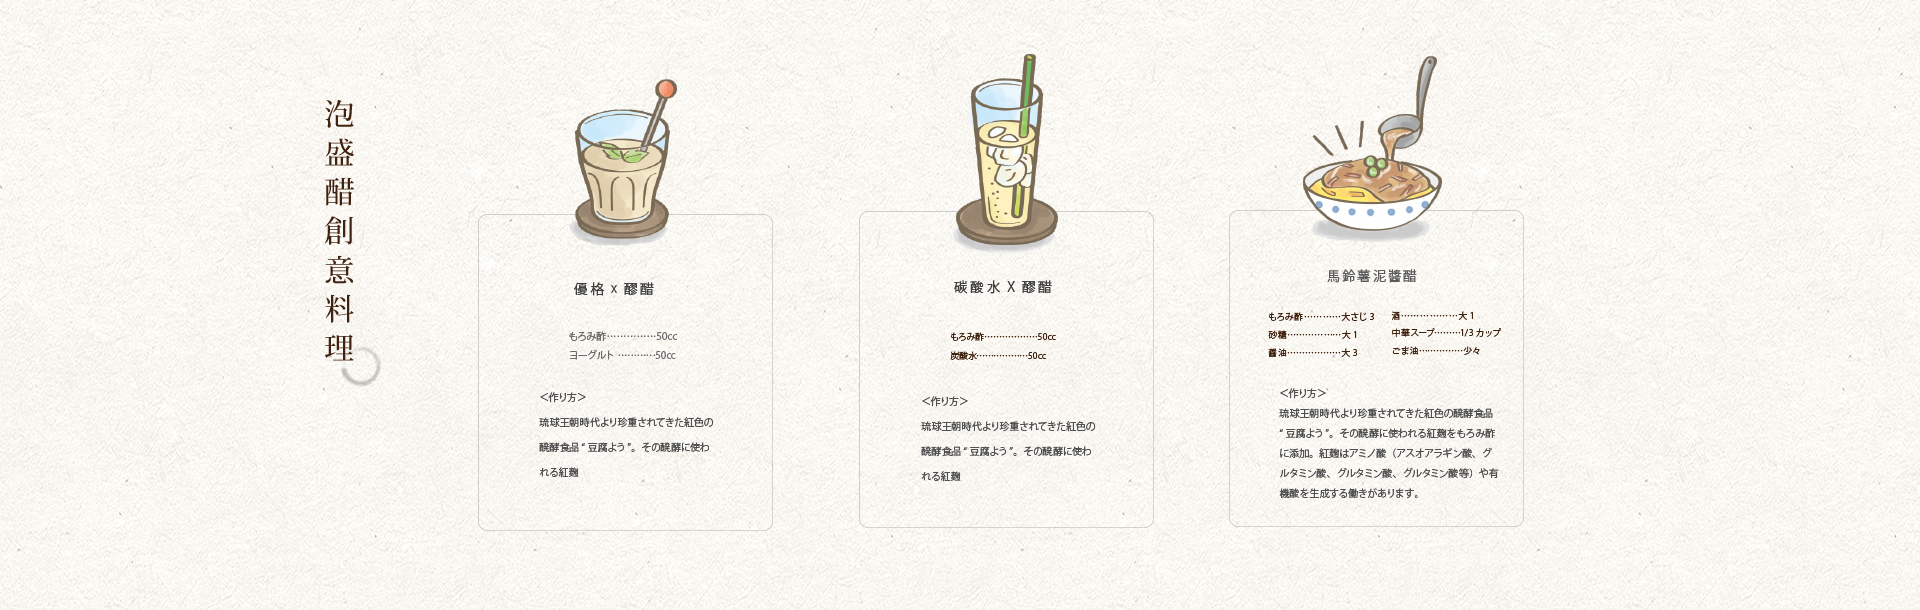 泡盛醋創意料理
優格 X 醪醋
もろみ酢···············50cc
ヨーグルト ············50cc
＜作り方＞
琉球王朝時代より珍重されてきた紅色の
醗酵食品 “ 豆腐よう ”。その醗酵に使わ
れる紅麹
碳酸水 X 醪醋
もろみ酢··················50cc
炭酸水··················50cc
＜作り方＞
琉球王朝時代より珍重されてきた紅色の
醗酵食品 “ 豆腐よう ”。その醗酵に使わ
れる紅麹
馬鈴薯泥醬醋
もろみ酢············大さじ 3
砂糖··················大 1
醤油··················大 3
酒··················大 1
中華スープ·········1/3 カップ
ごま油···············少々
＜作り方＞
琉球王朝時代より珍重されてきた紅色の醗酵食品
“ 豆腐よう ”。その醗酵に使われる紅麹をもろみ酢
に添加。紅麹はアミノ酸（アスオアラギン酸、グ
ルタミン酸、グルタミン酸、グルタミン酸等）や有
機酸を生成する働きがあります。